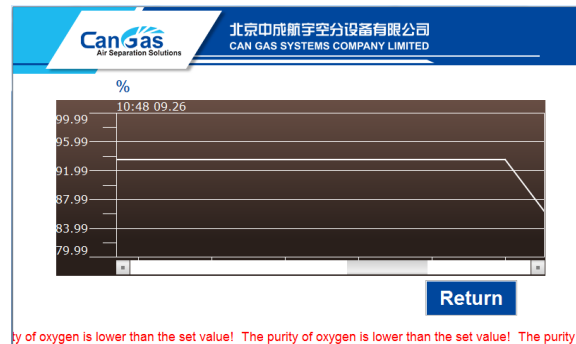 CanGas
Air Separation Solutions
北京中成航宇空分设备有限公司
CAN GAS SYSTEMS COMPANY LIMITED
%
10:48 09.26
99.99
95.99
91.99
87.99
83.99
79.99
Return
ty of oxygen is lower than the set value! The purity of oxygen is lower than the set value! The purity